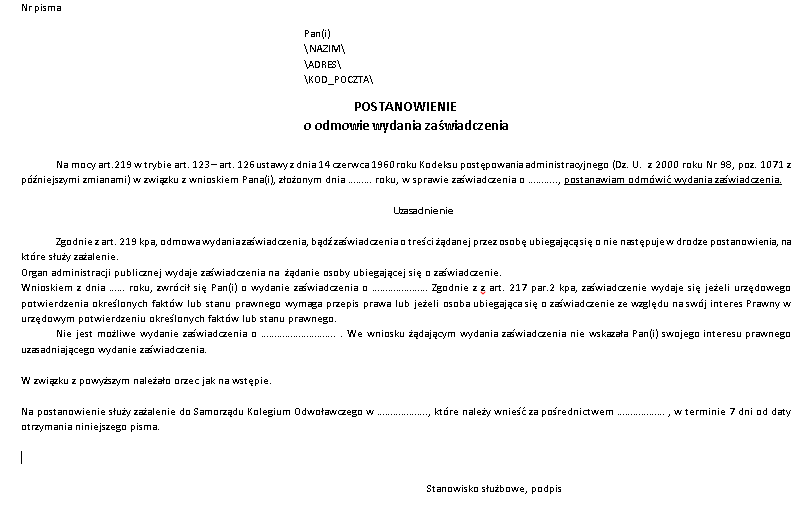 Nr pisma
Pan(i)
\NAZIM\
\ADRES\
\KOD_POCZTA\
POSTANOWIENIE
o odmowie wydania zaświadczenia
Na mocy art.219 w trybie art. 123 – art. 126 ustawy z dnia 14 czerwca 1960 roku Kodeksu postępowania administracyjnego (Dz. U. z 2000 roku Nr 98, poz. 1071 z
późniejszymi zmianami) w związku z wnioskiem Pana(i), złożonym dnia ......... roku, w sprawie zaświadczenia o ..........., postanawiam odmówić wydania zaświadczenia.
Uzasadnienie
Zgodnie z art. 219 kpa, odmowa wydania zaświadczenia, bądź zaświadczenia o treści żądanej przez osobę ubiegającą się o nie następuje w drodze postanowienia, na
które służy zażalenie.
Organ administracji publicznej wydaje zaświadczenia na żądanie osoby ubiegającej się o zaświadczenie.
Wnioskiem z dnia ...... roku, zwrócił się Pan(i) o wydanie zaświadczenia o ..................... Zgodnie z z art. 217 par.2 kpa, zaświadczenie wydaje się jeżeli urzędowego
potwierdzenia określonych faktów lub stanu prawnego wymaga przepis prawa lub jeżeli osoba ubiegająca się o zaświadczenie ze względu na swój interes Prawny w
urzędowym potwierdzeniu określonych faktów lub stanu prawnego.
Nie jest możliwe wydanie zaświadczenia o ............................ . We wniosku żądającym wydania zaświadczenia nie wskazała Pan(i) swojego interesu prawnego
uzasadniającego wydanie zaświadczenia.
W związku z powyższym należało orzec jak na wstępie.
Na postanowienie służy zażalenie do Samorządu Kolegium Odwoławczego w ..................., które należy wnieść za pośrednictwem .................. , w terminie 7 dni od daty
otrzymania niniejszego pisma.
Stanowisko służbowe, podpis